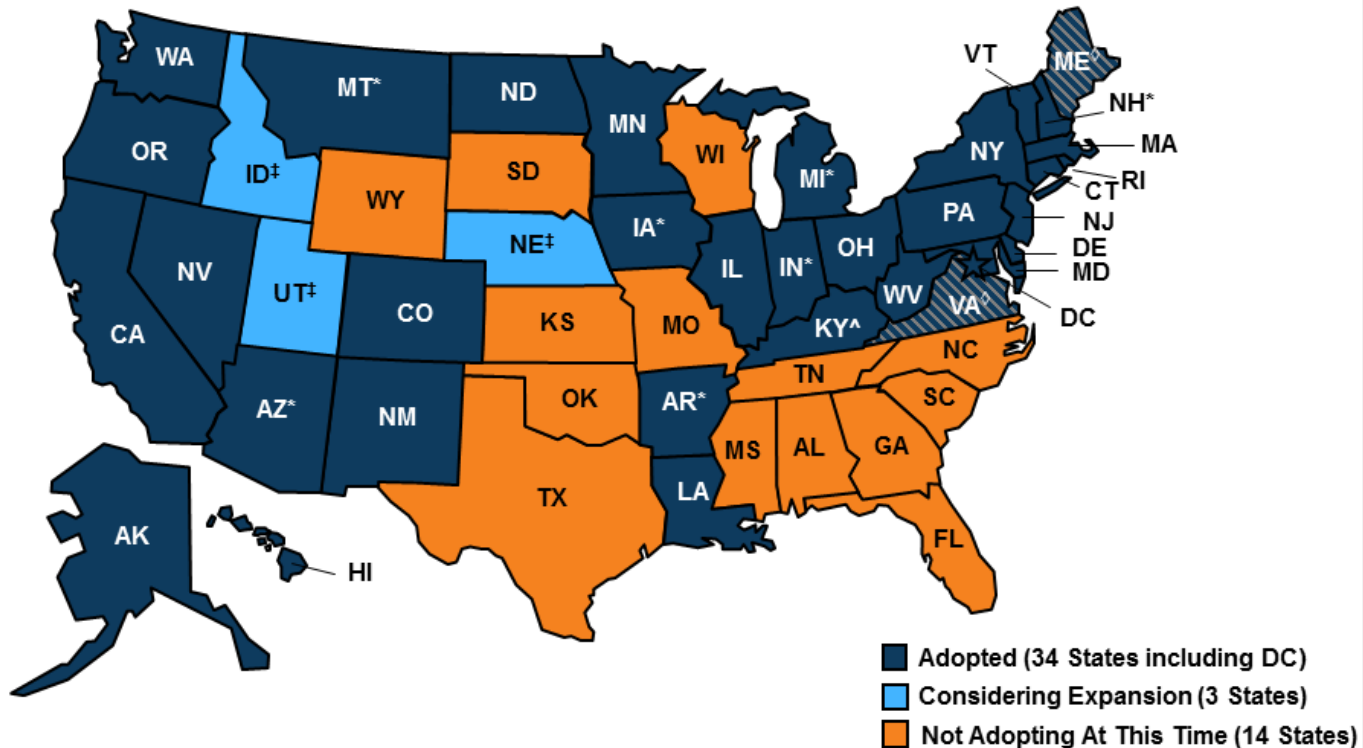 VT
ME◊
WA
MT*
ND
MN
NH*
OR
ID‡
SD
WI
MI*
NY
MA
WY
CT
RI
NE‡
IA*
PA
NJ
NV
UT‡
CO
IL
IN*
OH
DE
MD
CA
KS
MO
WV
VA◊
KY^
DC
AZ*
NM
OK
AR*
TN
NC
SC
MS
AL
GA
TX
LA
FL
AK
HI
Adopted (34 States including DC)
Considering Expansion (3 States)
Not Adopting At This Time (14 States)